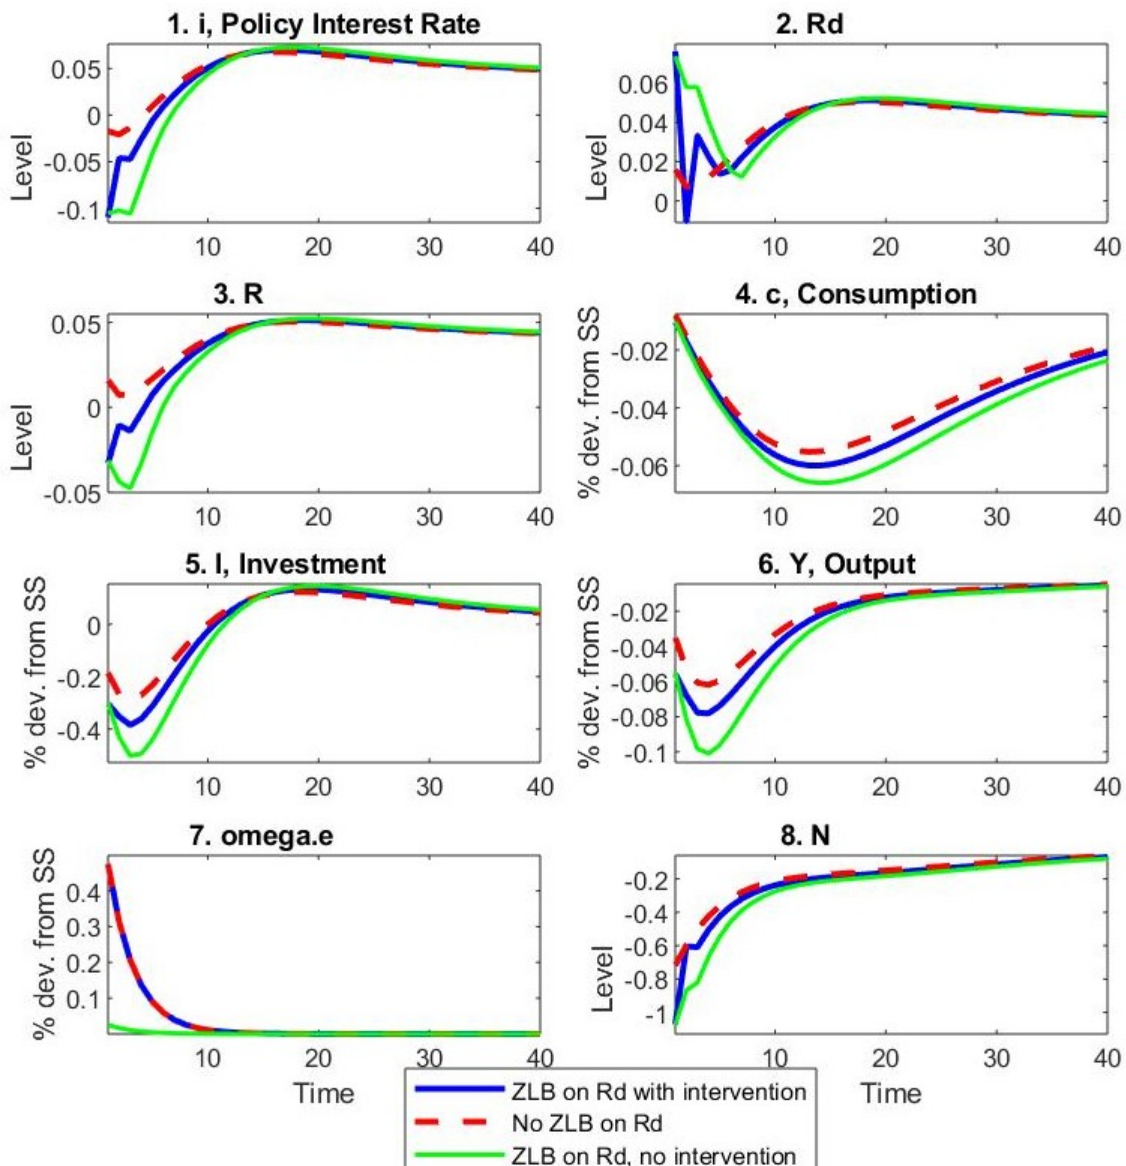 1. i, Policy Interest Rate
0.05
0
-0.05
-0.1
Level
10 20 30 40
2. Rd
0.06
0.04
0.02
0
Level
10 20 30 40
3. R
0.05
0
-0.05
Level
10 20 30 40
4. c, Consumption
-0.02
-0.04
-0.06
% dev. from SS
10 20 30 40
5. I, Investment
0
-0.2
-0.4
% dev. from SS
10 20 30 40
6. Y, Output
-0.02
-0.04
-0.06
-0.08
-0.1
% dev. from SS
10 20 30 40
7. omega.e
0.4
0.3
0.2
0.1
% dev. from SS
10 20 30 40
Time
8. N
-0.2
-0.4
-0.6
-0.8
-1
Level
10 20 30 40
Time
ZLB on Rd with intervention
No ZLB on Rd
ZLB on Rd, no intervention